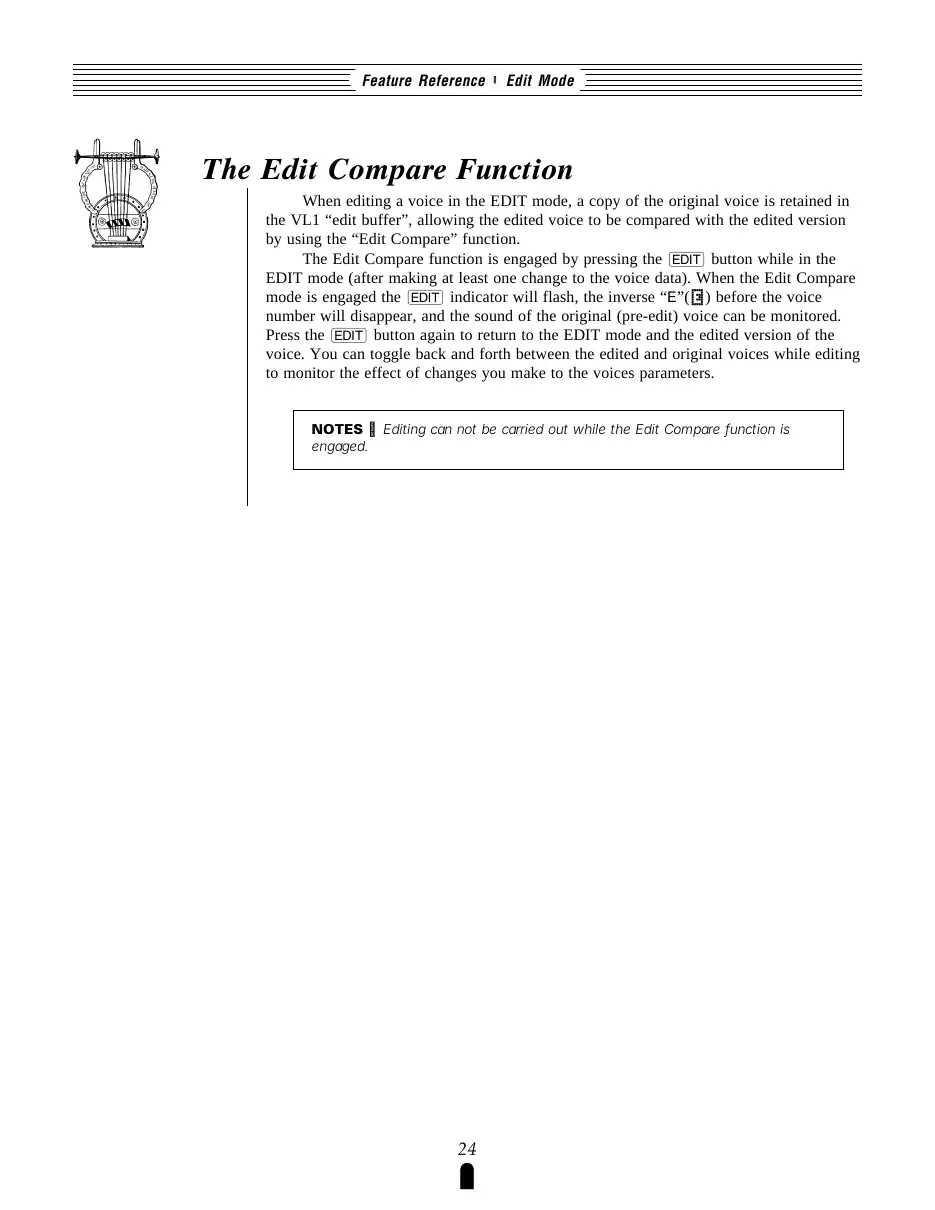 Feature Reference Edit Mode
The Edit Compare Function
When editing a voice in the EDIT mode, a copy of the original voice is retained in
the VL1 “edit buffer”, allowing the edited voice to be compared with the edited version
by using the “Edit Compare” function.
The Edit Compare function is engaged by pressing the EDIT button while in the
EDIT mode (after making at least one change to the voice data). When the Edit Compare
mode is engaged the EDIT indicator will flash, the inverse “E”(E) before the voice
number will disappear, and the sound of the original (pre-edit) voice can be monitored.
Press the EDIT button again to return to the EDIT mode and the edited version of the
voice. You can toggle back and forth between the edited and original voices while editing
to monitor the effect of changes you make to the voices parameters.
NOTES Editing can not be carried out while the Edit Compare function is
engaged.
24